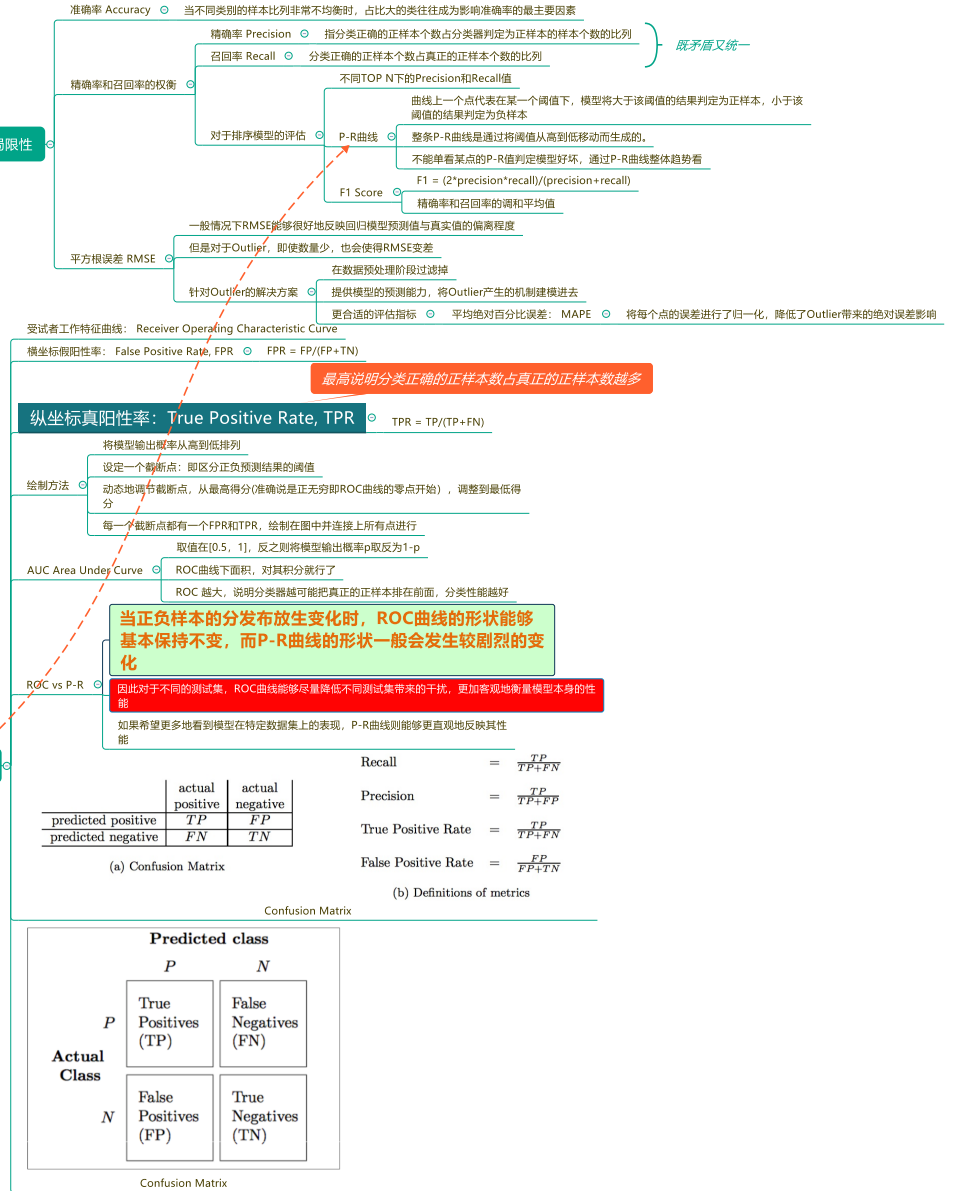 准确率 Accuracy
当不同类别的样本比列非常不均衡时，占比大的类往往成为影响准确率的最主要因素
精确率 Precision
指分类正确的正样本个数占分类器判定为正样本的样本个数的比列
召回率 Recall
分类正确的正样本个数占真正的正样本个数的比列
既矛盾又统一
精确率和召回率的权衡
不同TOP N下的Precision和Recall值
曲线上一个点代表在某一个阈值下，模型将大于该阈值的结果判定为正样本，小于该
阈值的结果判定为负样本
对于排序模型的评估
P-R曲线
整条P-R曲线是通过将阈值从高到低移动而生成的。
不能单看某点的P-R值判定模型好坏，通过P-R曲线整体趋势看
局限性
F1 Score
F1 = (2*precision*recall)/(precision+recall)
精确率和召回率的调和平均值
一般情况下RMSE能够很好地反映回归模型预测值与真实值的偏离程度
但是对于Outlier，即使数量少，也会使得RMSE变差
平方根误差 RMSE
在数据预处理阶段过滤掉
针对Outlier的解决方案
提供模型的预测能力，将Outlier产生的机制建模进去
更合适的评估指标
平均绝对百分比误差： MAPE
将每个点的误差进行了归一化，降低了Outlier带来的绝对误差影响
受试者工作特征曲线： Receiver Operating Characteristic Curve
横坐标假阳性率： False Positive Rate, FPR
FPR = FP/(FP+TN)
最高说明分类正确的正样本数占真正的正样本数越多
纵坐标真阳性率：True Positive Rate, TPR
TPR = TP/(TP+FN)
将模型输出概率从高到低排列
设定一个截断点：即区分正负预测结果的阈值
绘制方法
动态地调节截断点，从最高得分(准确说是正无穷即ROC曲线的零点开始），调整到最低得
分
每一个截断点都有一个FPR和TPR，绘制在图中并连接上所有点进行
取值在[0.5，1]，反之则将模型输出概率p取反为1-p
AUC Area Under Curve
ROC曲线下面积，对其积分就行了
ROC 越大，说明分类器越可能把真正的正样本排在前面，分类性能越好
当正负样本的分发布放生变化时，ROC曲线的形状能够
基本保持不变，而P-R曲线的形状一般会发生较剧烈的变
化
ROC vs P-R
因此对于不同的测试集，ROC曲线能够尽量降低不同测试集带来的干扰，更加客观地衡量模型本身的性
能
如果希望更多地看到模型在特定数据集上的表现，P-R曲线则能够更直观地反映其性
能
actual positive
actual negative
predicted positive TP FP
predicted negative FN TN
(a) Confusion Matrix
Recall = TP/TP+FN
Precision = TP/TP+FP
True Positive Rate = TP/TP+FN
False Positive Rate = FP/FP+TN
(b) Definitions of metrics
Confusion Matrix
Predicted class
P N
Actual Class
P
True Positives (TP)
False Negatives (FN)
N
False Positives (FP)
True Negatives (TN)
Confusion Matrix